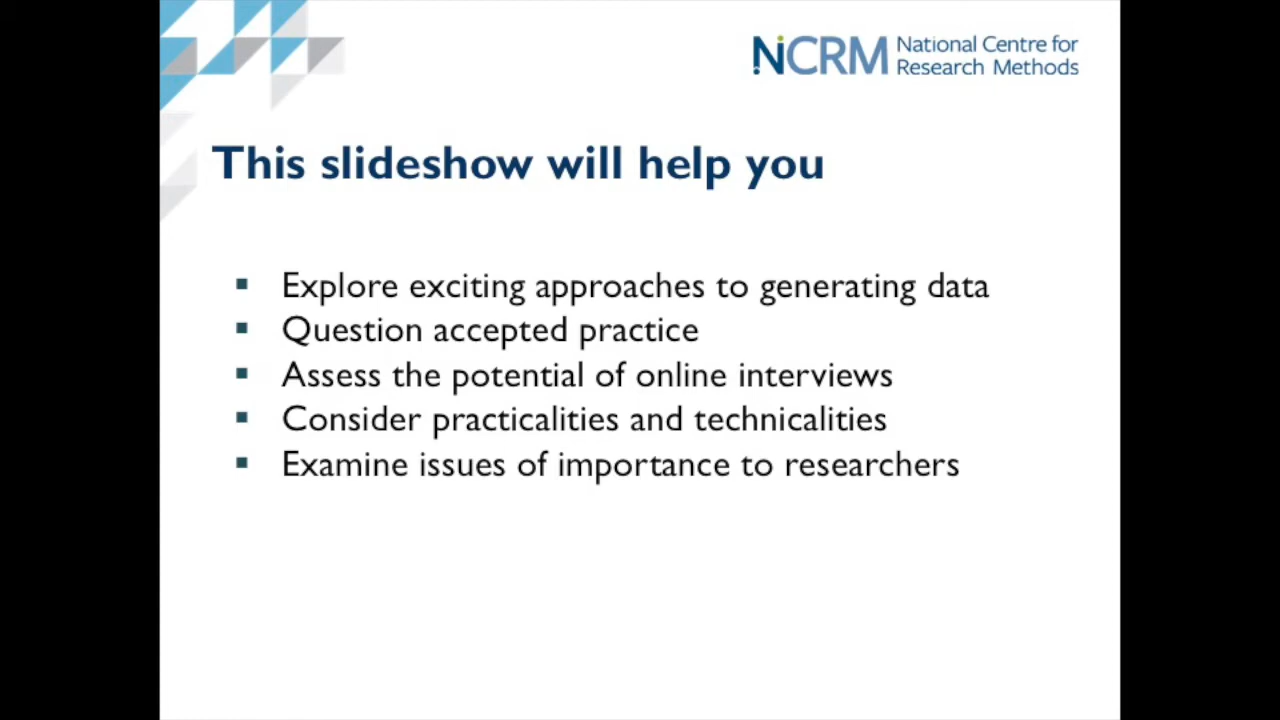 NCRM National Centre for
Research Methods
This slideshow will help you
▪ Explore exciting approaches to generating data
▪ Question accepted practice
▪ Assess the potential of online interviews
▪ Consider practicalities and technicalities
▪ Examine issues of importance to researchers